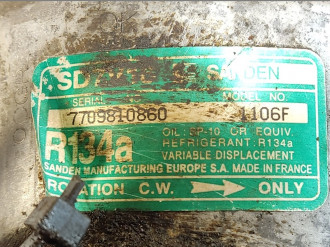 SD SANDEN
SERIAL MODEL NO.
7709810860 1106F
OIL: SP-10 OR EQUIV.
R134a REFRIGERANT: R134a
VARIABLE DISPLACEMENT
SANDEN MANUFACTURING EUROPE S.A. MADE IN FRANCE
ROTATION C.W. ONLY